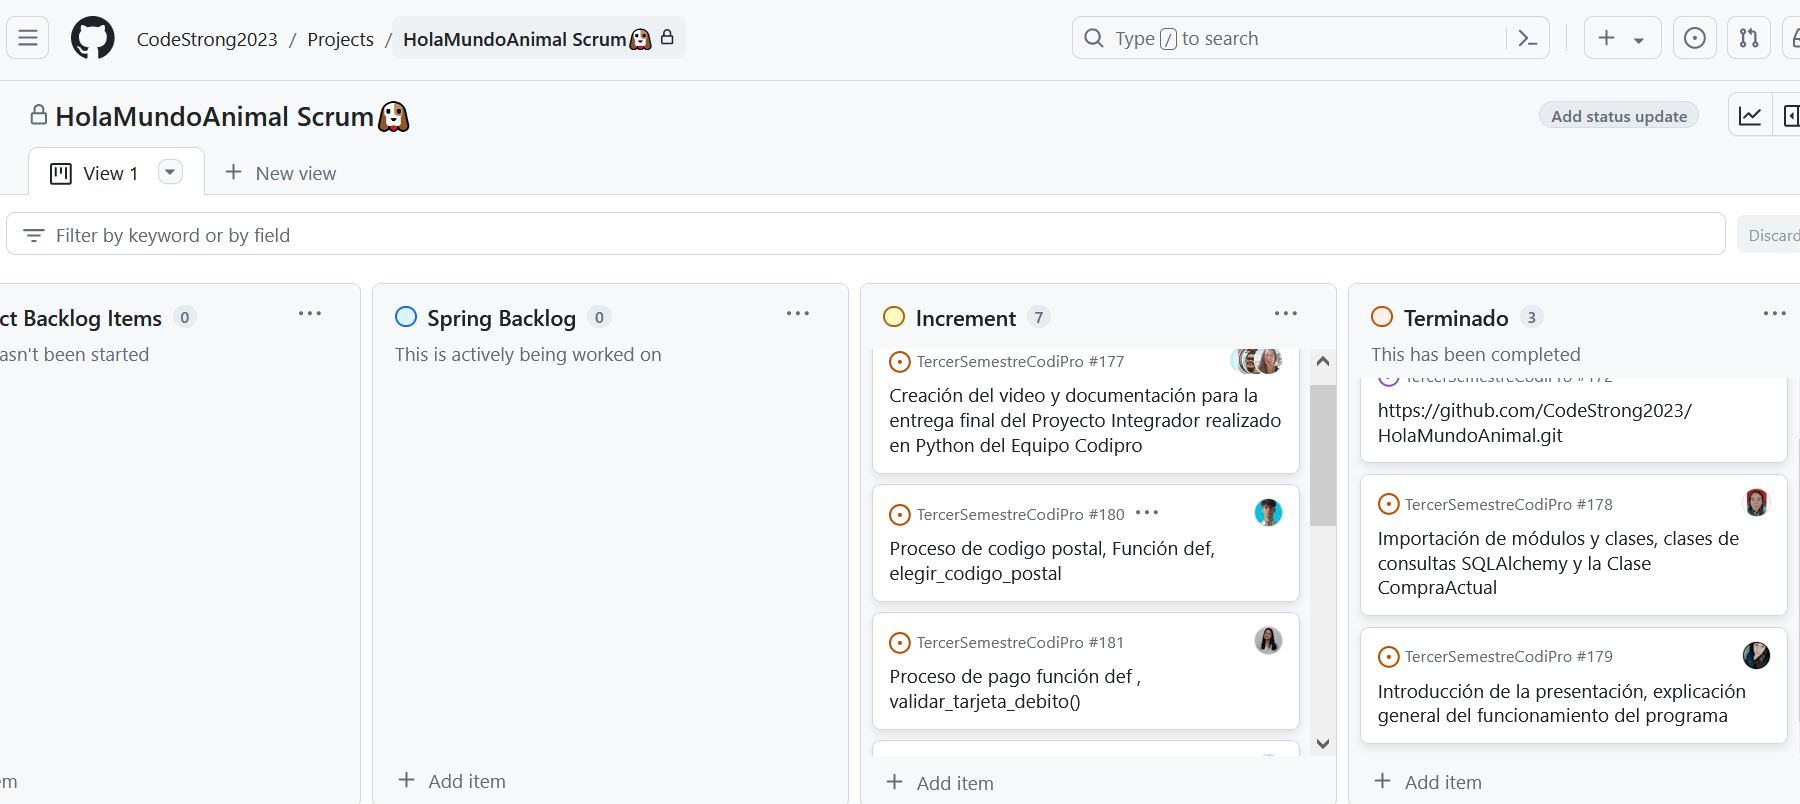 CodeStrong2023 / Projects / HolaMundoAnimal Scrum
Type / to search
HolaMundoAnimal Scrum
Add status update
View 1
New view
Filter by keyword or by field
Discard
ct Backlog Items 0
asn't been started
em
Spring Backlog 0
This is actively being worked on
Add item
Increment 7
TercerSemestreCodiPro #177
Creación del video y documentación para la
entrega final del Proyecto Integrador realizado
en Python del Equipo Codipro
TercerSemestreCodiPro #180
Proceso de codigo postal, Función def,
elegir_codigo_postal
TercerSemestreCodiPro #181
Proceso de pago función def ,
validar_tarjeta_debito()
Add item
Terminado 3
This has been completed
TercerSemestreCodiPro #172
https://github.com/CodeStrong2023/
HolaMundoAnimal.git
TercerSemestreCodiPro #178
Importación de módulos y clases, clases de
consultas SQLAlchemy y la Clase
CompraActual
TercerSemestreCodiPro #179
Introducción de la presentación, explicación
general del funcionamiento del programa
Add item